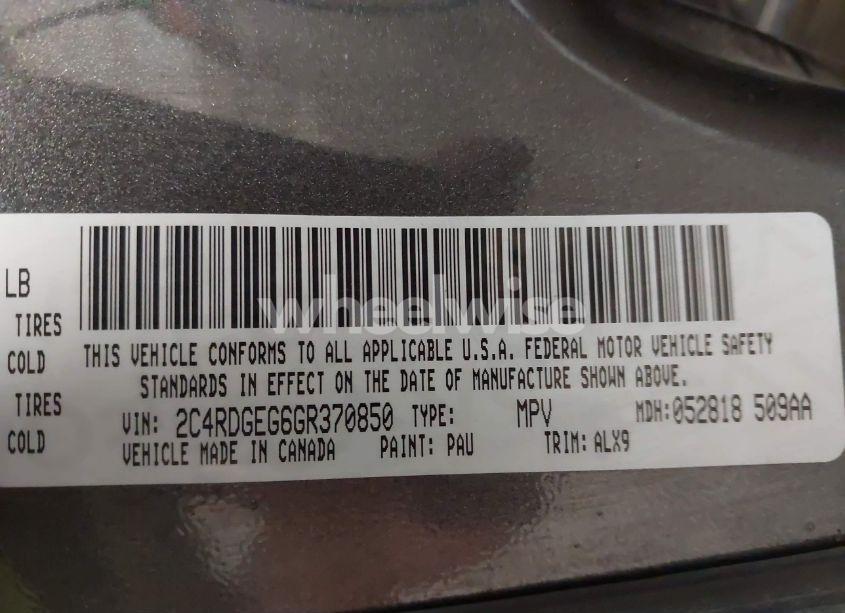 LB
TIRES
COLD
TIRES
COLD
wheelwise
THIS VEHICLE CONFORMS TO ALL APPLICABLE U.S.A. FEDERAL MOTOR VEHICLE SAFETY
STANDARDS IN EFFECT ON THE DATE OF MANUFACTURE SHOWN ABOVE.
VIN: 2C4RDGEG6GR370850 TYPE: MPV MDH:052818 509AA
VEHICLE MADE IN CANADA PAINT: PAU TRIM: ALX9